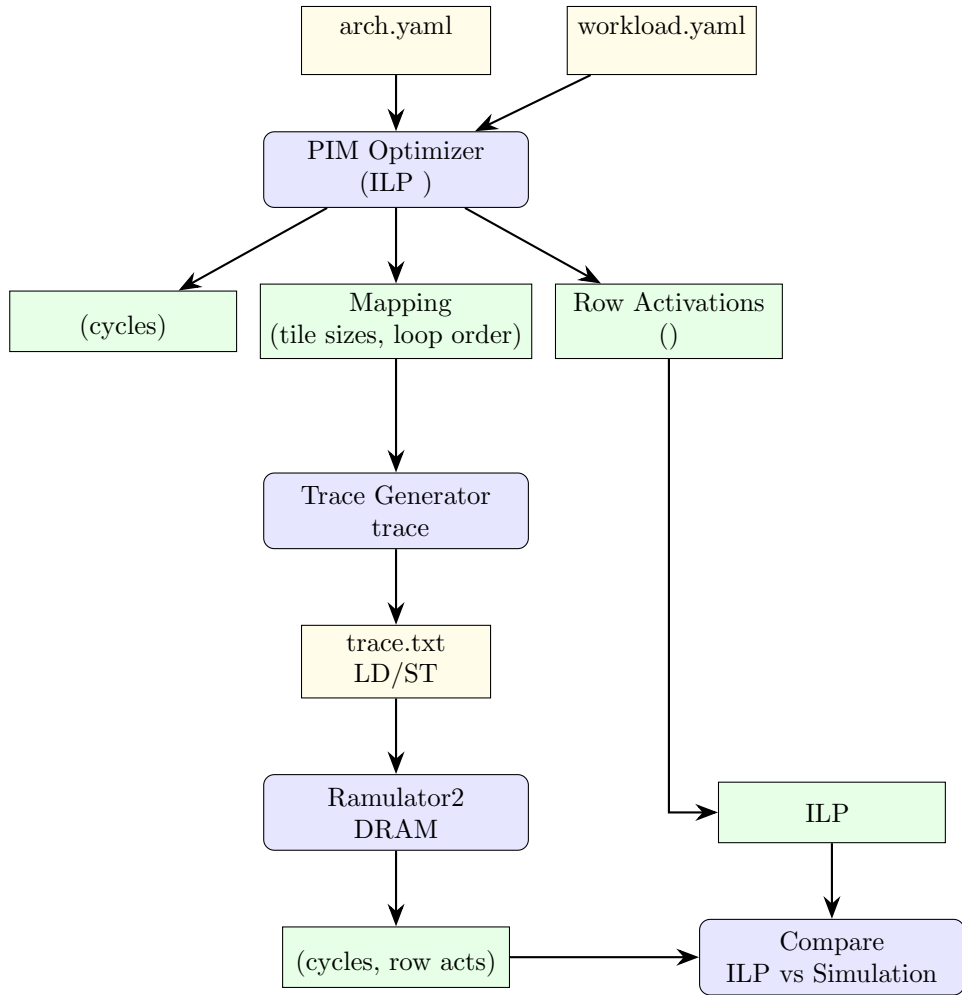 arch.yaml
workload.yaml
PIM Optimizer
(ILP )
(cycles)
Mapping
(tile sizes, loop order)
Row Activations
()
Trace Generator
trace
trace.txt
LD/ST
Ramulator2
DRAM
ILP
(cycles, row acts)
Compare
ILP vs Simulation